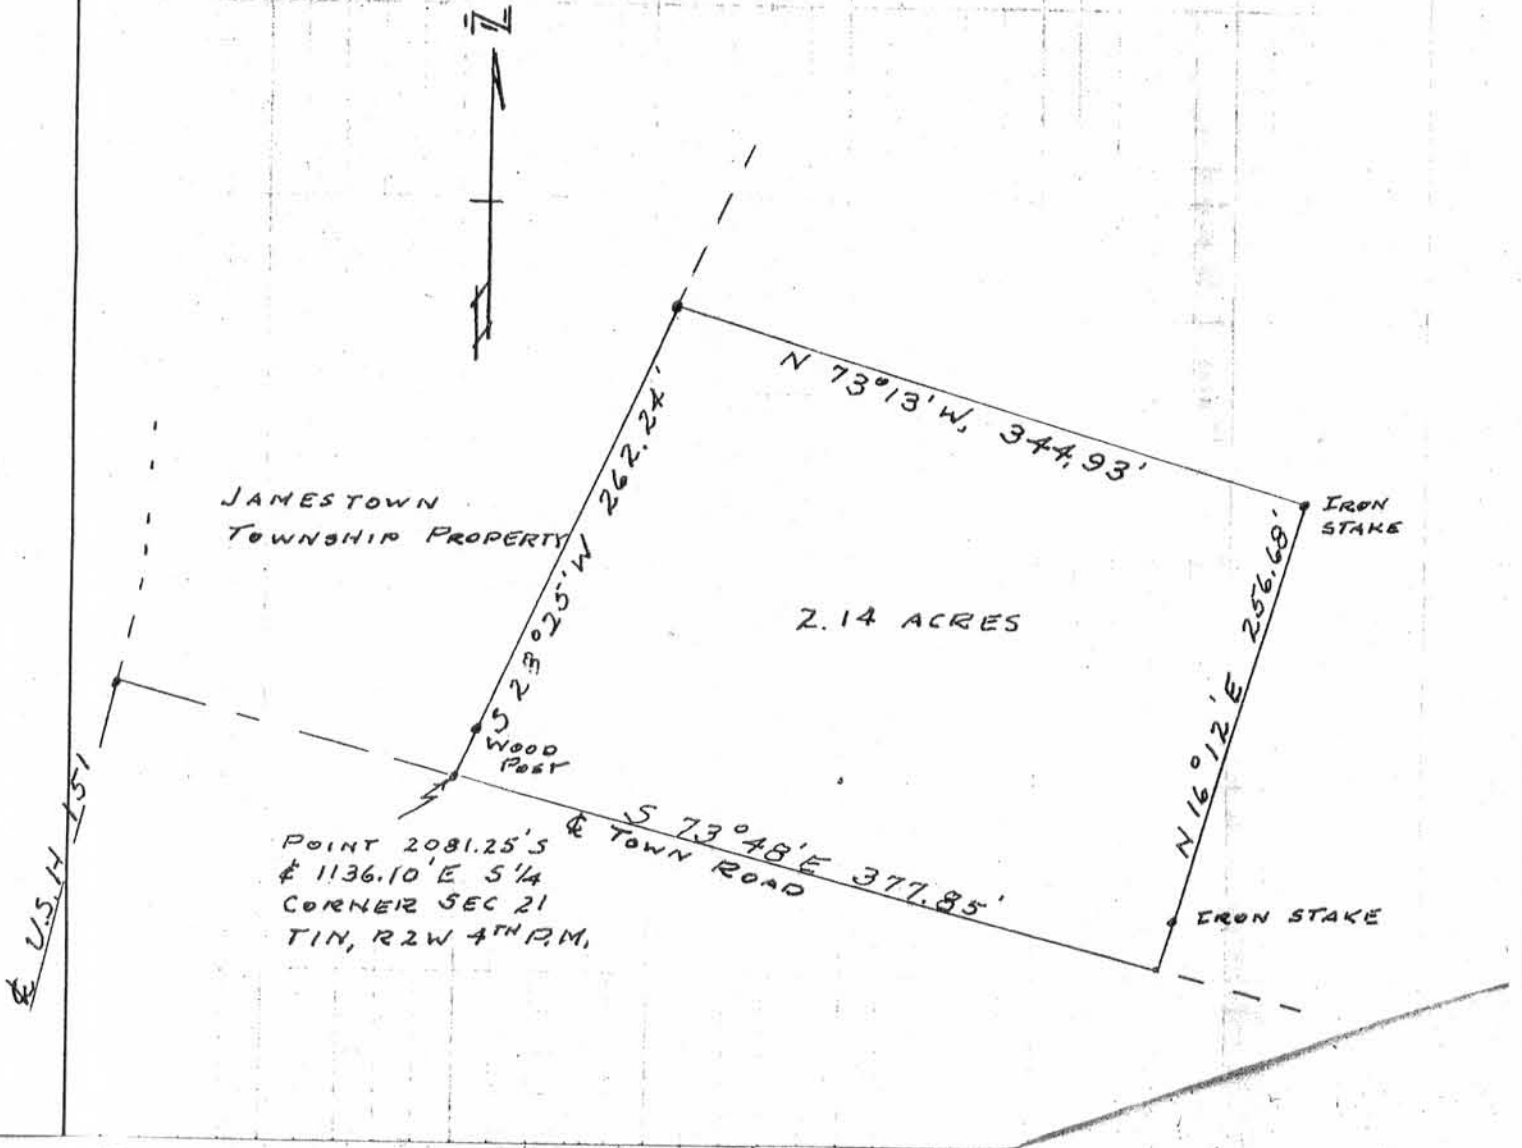 N
N 73°13'W, 344.93'
IRON
STAKE
S 23°25'W 262.24'
JAMESTOWN
TOWNSHIP PROPERTY
2.14 ACRES
N 16°12'E 256.68'
WOOD
POST
S 73°48'E 377.85'
℄ TOWN ROAD
POINT 2081.25'S
& 1136.10'E S 1/4
CORNER SEC 21
T1N, R2W 4TH P.M.
IRON STAKE
℄ U.S.H 151